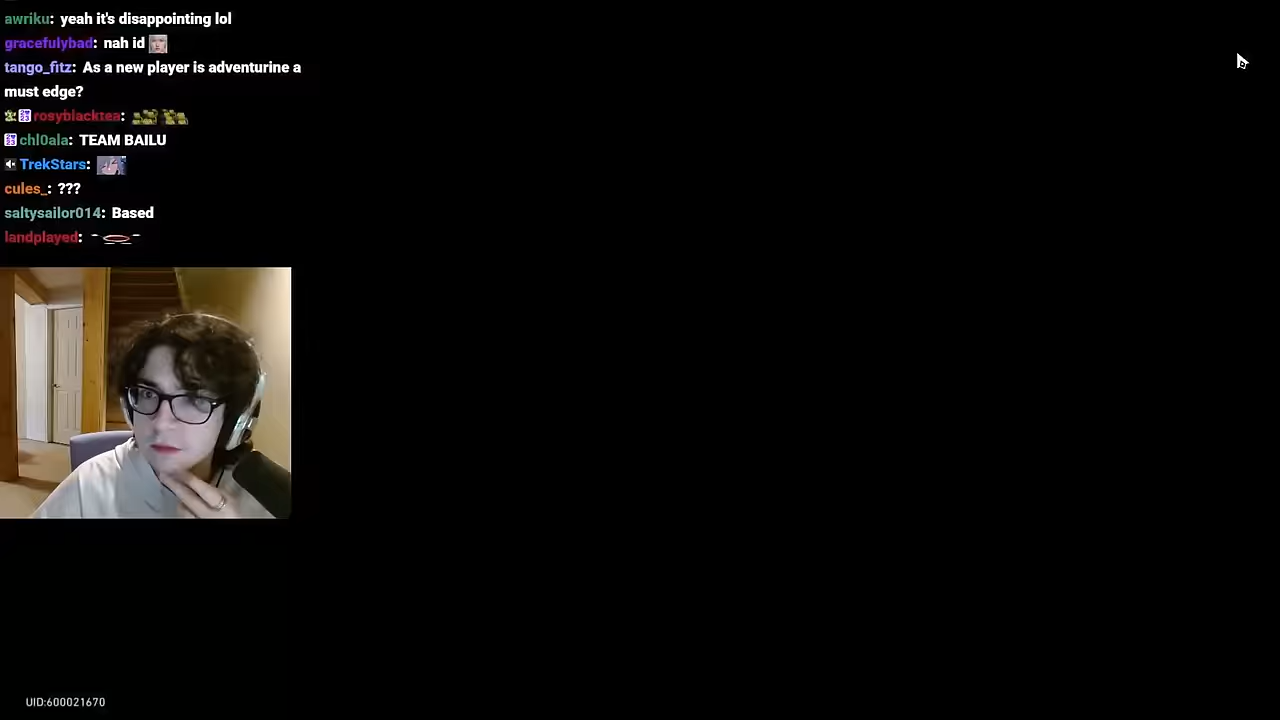 awriku: yeah it's disappointing lol
gracefulybad: nah id
tango_fitz: As a new player is adventurine a
must edge?
rosyblacktea:
chl0ala: TEAM BAILU
TrekStars:
cules_: ???
saltysailor014: Based
landplayed:
UID:600021670